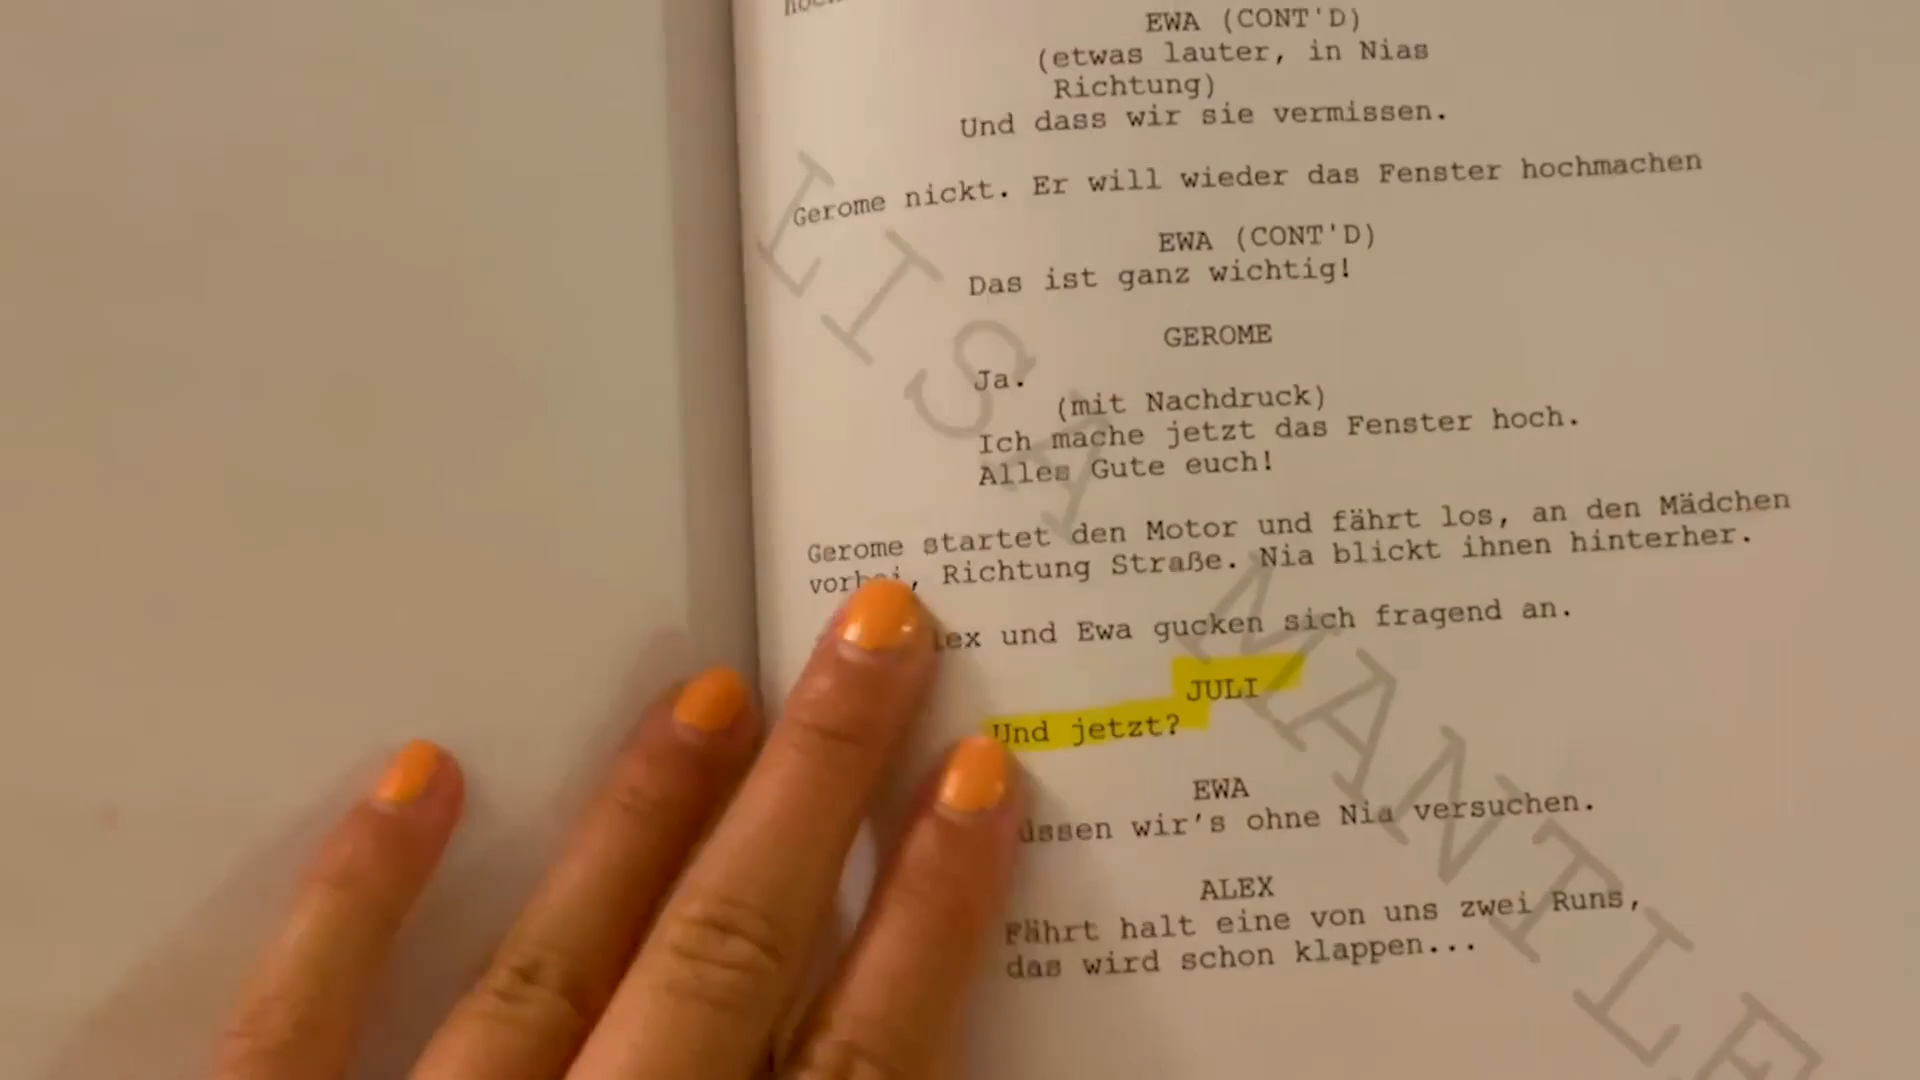 EWA (CONT'D)
(etwas lauter, in Nias
Richtung)
Und dass wir sie vermissen.
Gerome nickt. Er will wieder das Fenster hochmachen
EWA (CONT'D)
Das ist ganz wichtig!
GEROME
Ja.
(mit Nachdruck)
Ich mache jetzt das Fenster hoch.
Alles Gute euch!
Gerome startet den Motor und fährt los, an den Mädchen
vorbei, Richtung Straße. Nia blickt ihnen hinterher.
und Ewa gucken sich fragend an.
JULI
Und jetzt?
EWA
wir's ohne Nia versuchen.
ALEX
Fährt halt eine von uns zwei Runs,
das wird schon klappen...
LISA MANTLE